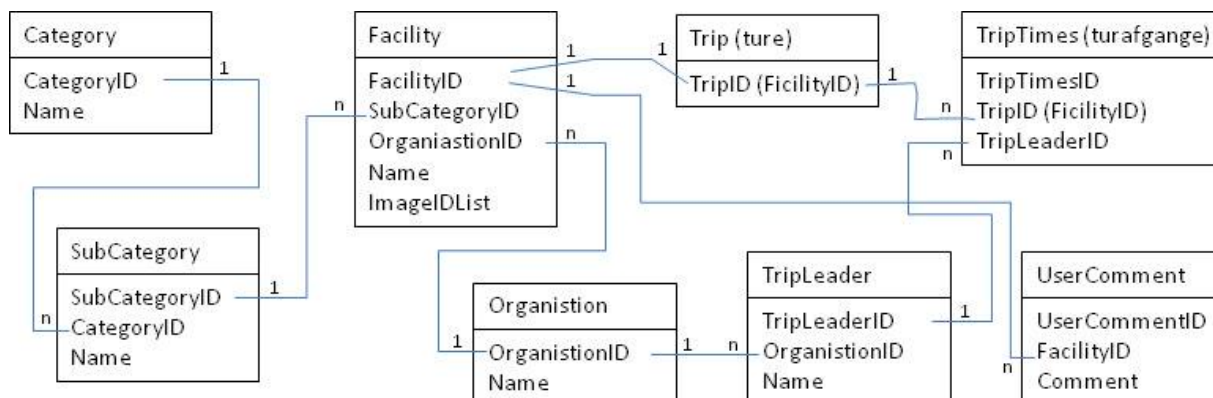 Category
CategoryID
Name
1
n
SubCategory
SubCategoryID
CategoryID
Name
1
n
Facility
FacilityID
SubCategoryID
OrganiastionID
Name
ImageIDList
1
1
n
1
Trip (ture)
TripID (FicilityID)
1
n
TripTimes (turafgange)
TripTimesID
TripID (FicilityID)
TripLeaderID
n
Organistion
OrganistionID
Name
1
1
n
TripLeader
TripLeaderID
OrganistionID
Name
1
UserComment
UserCommentID
FacilityID
Comment
n